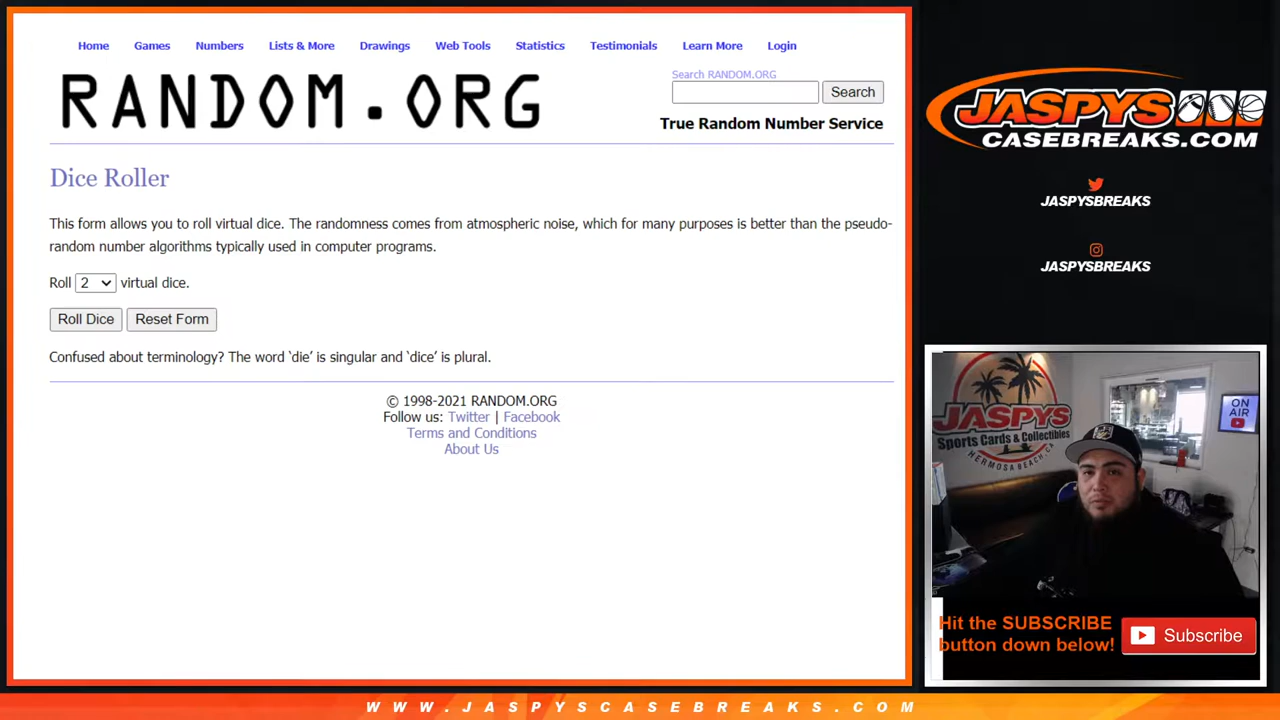 Home Games Numbers Lists & More Drawings Web Tools Statistics Testimonials Learn More Login
RANDOM.ORG
Search RANDOM.ORG
Search
True Random Number Service
Dice Roller
This form allows you to roll virtual dice. The randomness comes from atmospheric noise, which for many purposes is better than the pseudo-
random number algorithms typically used in computer programs.
Roll 2 virtual dice.
Roll Dice Reset Form
Confused about terminology? The word ‘die’ is singular and ‘dice’ is plural.
© 1998-2021 RANDOM.ORG
Follow us: Twitter | Facebook
Terms and Conditions
About Us
JASPYS
CASEBREAKS.COM
JASPYSBREAKS
JASPYSBREAKS
JASPYS
Sports Cards & Collectibles
HERMOSA BEACH, CA
ON
AIR
Hit the SUBSCRIBE
button down below!
Subscribe
WWW.JASPYSCASEBREAKS.COM